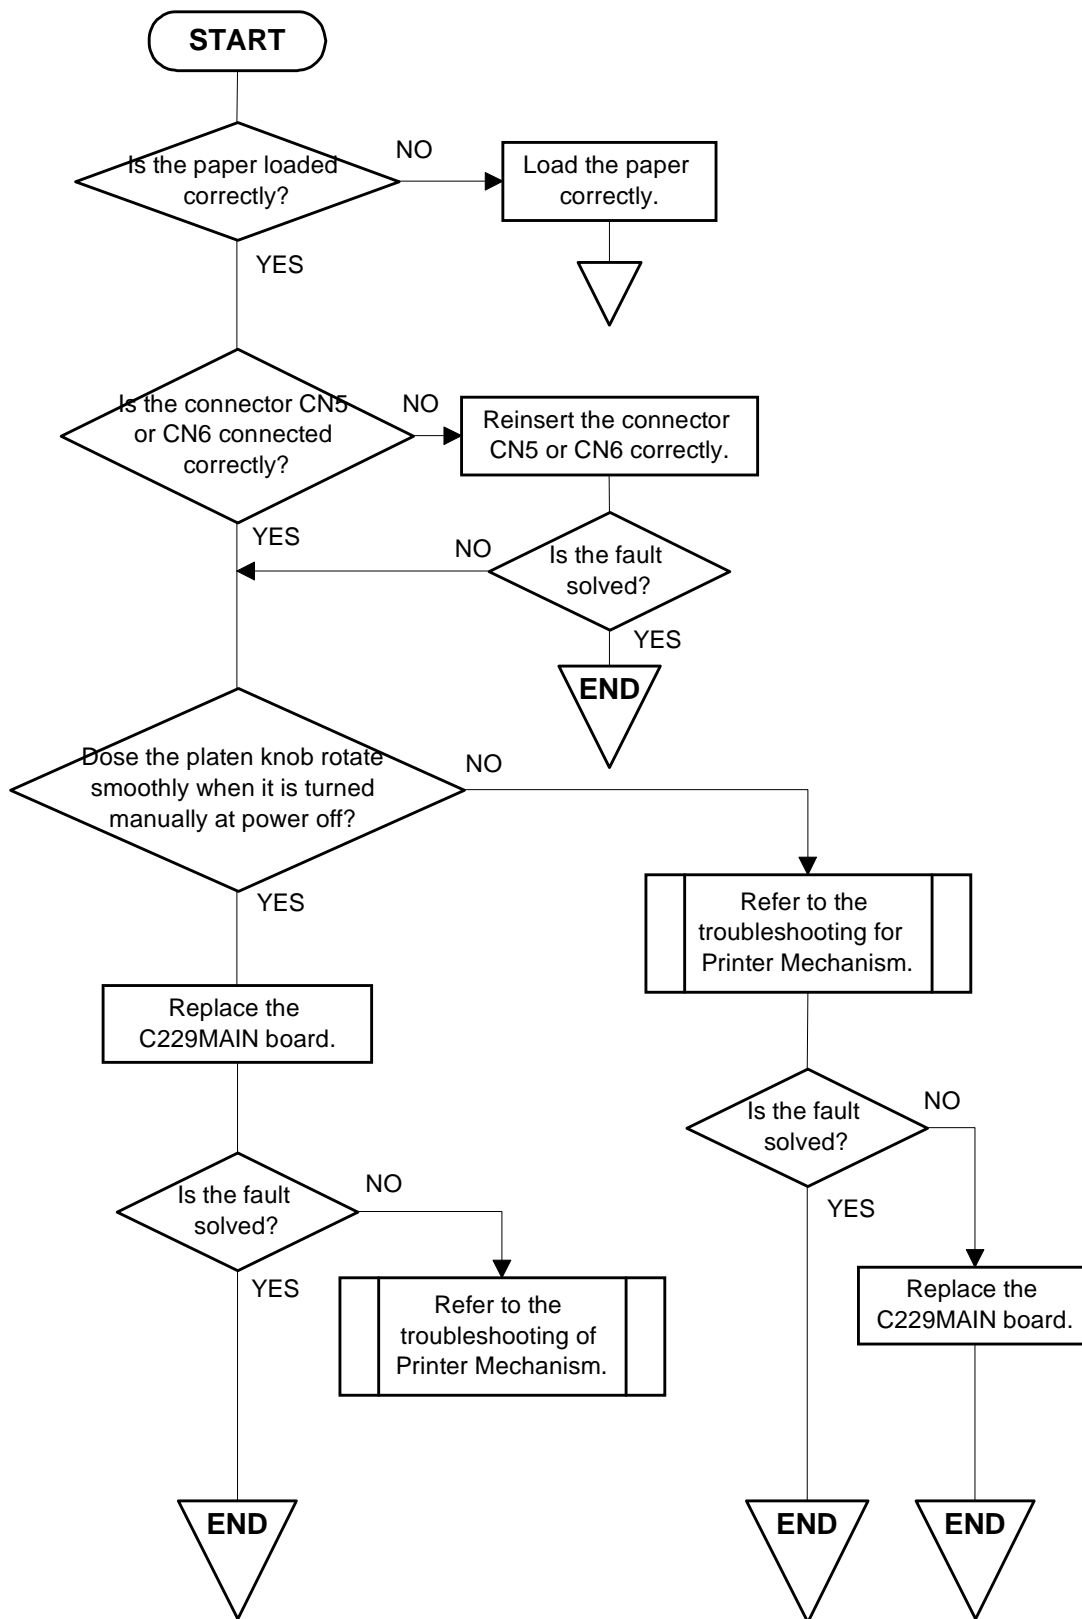 START
Is the paper loaded
correctly?
NO
Load the paper
correctly.
YES
Is the connector CN5
or CN6 connected
correctly?
NO
Reinsert the connector
CN5 or CN6 correctly.
YES
NO
Is the fault
solved?
YES
END
Dose the platen knob rotate
smoothly when it is turned
manually at power off?
NO
YES
Refer to the
troubleshooting for
Printer Mechanism.
Replace the
C229MAIN board.
Is the fault
solved?
NO
YES
Is the fault
solved?
NO
YES
Refer to the
troubleshooting of
Printer Mechanism.
Replace the
C229MAIN board.
END
END
END